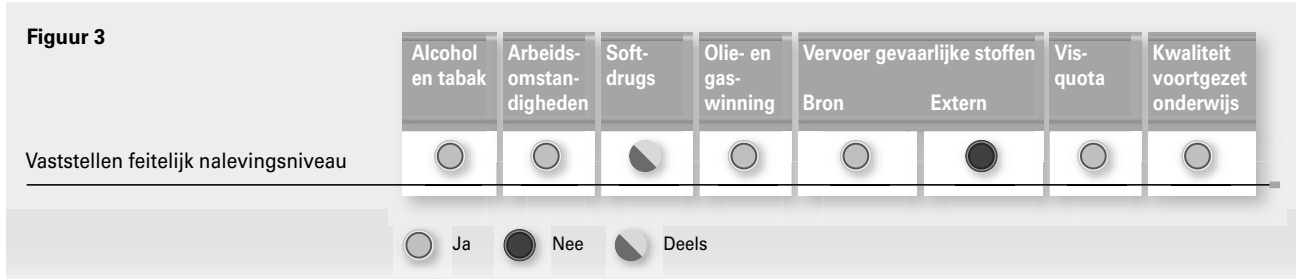 Figuur 3
Alcohol
en tabak
Arbeids-
omstan-
digheden
Soft-
drugs
Olie- en
gas-
winning
Vervoer gevaarlijke stoffen
Bron Extern
Vis-
quota
Kwaliteit
voortgezet
onderwijs
Vaststellen feitelijk nalevingsniveau
Ja Nee Deels